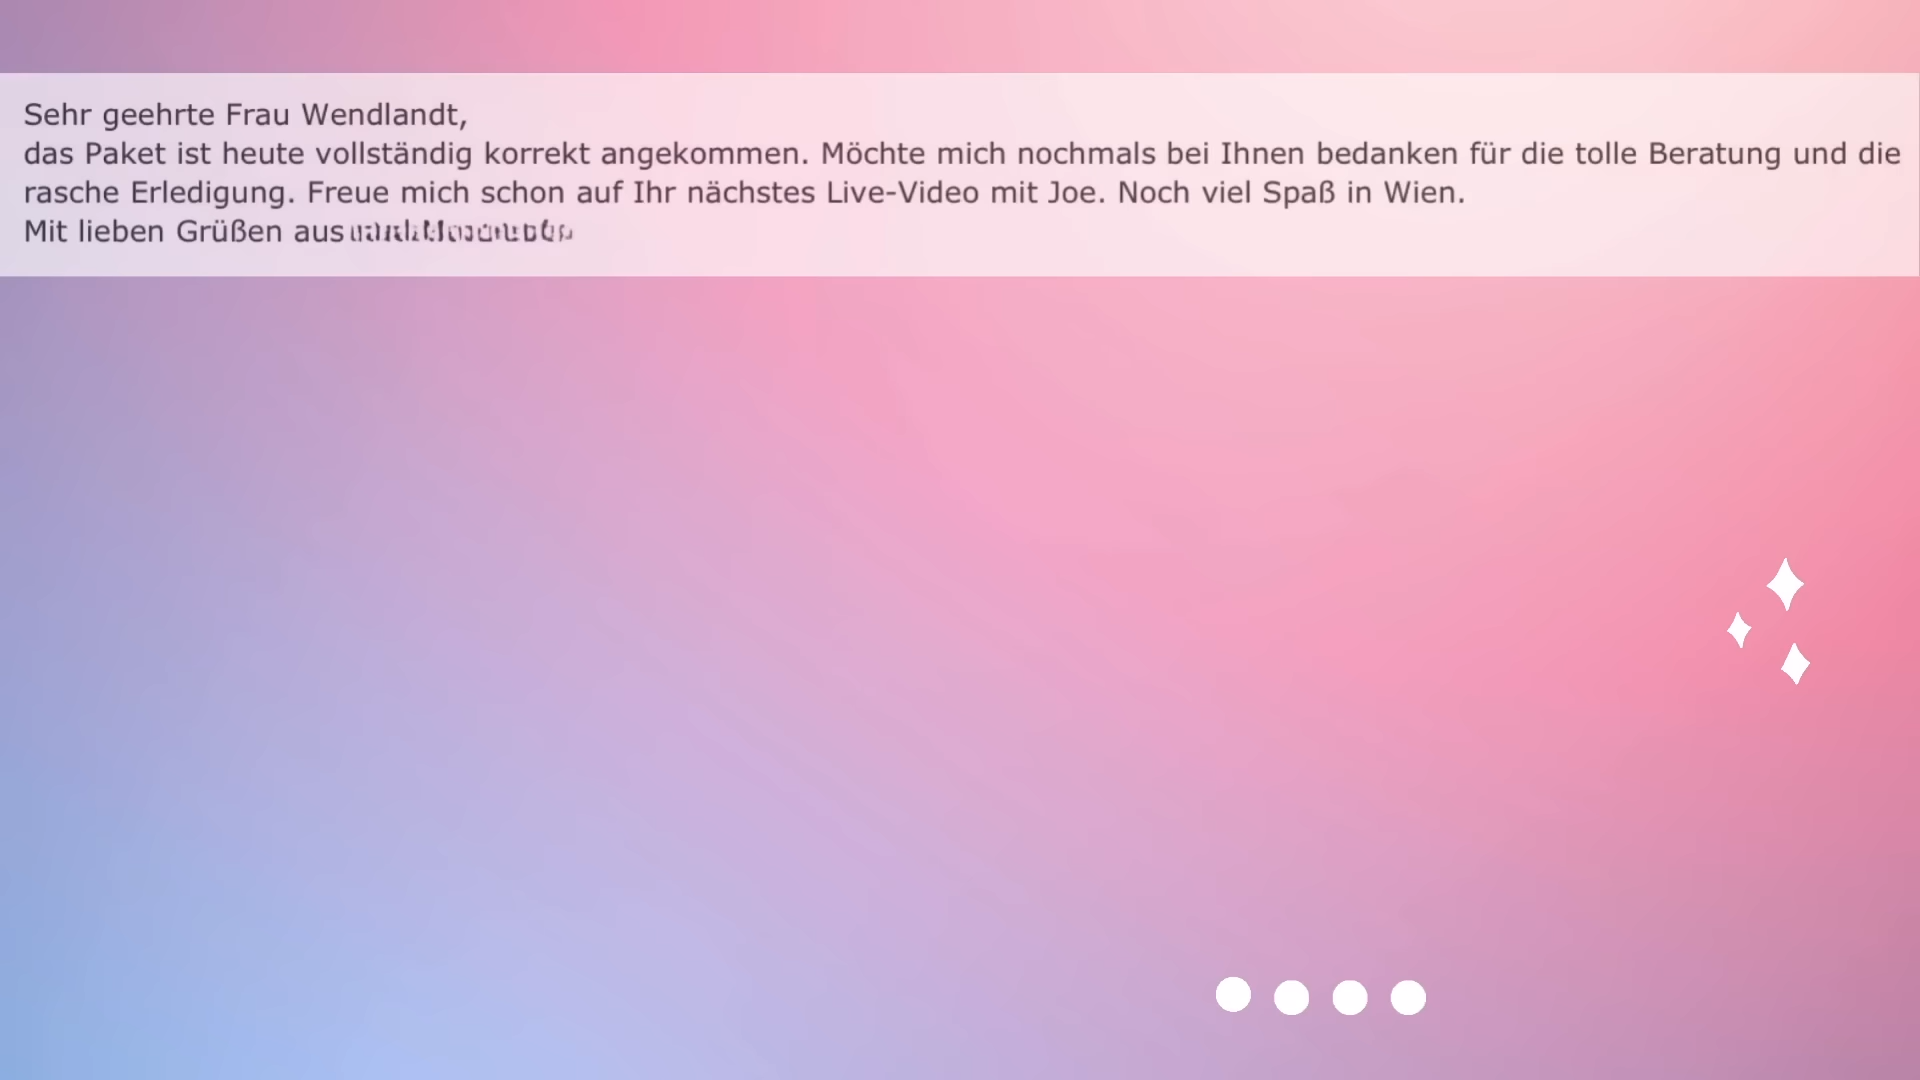 Sehr geehrte Frau Wendlandt,
das Paket ist heute vollständig korrekt angekommen. Möchte mich nochmals bei Ihnen bedanken für die tolle Beratung und die
rasche Erledigung. Freue mich schon auf Ihr nächstes Live-Video mit Joe. Noch viel Spaß in Wien.
Mit lieben Grüßen aus